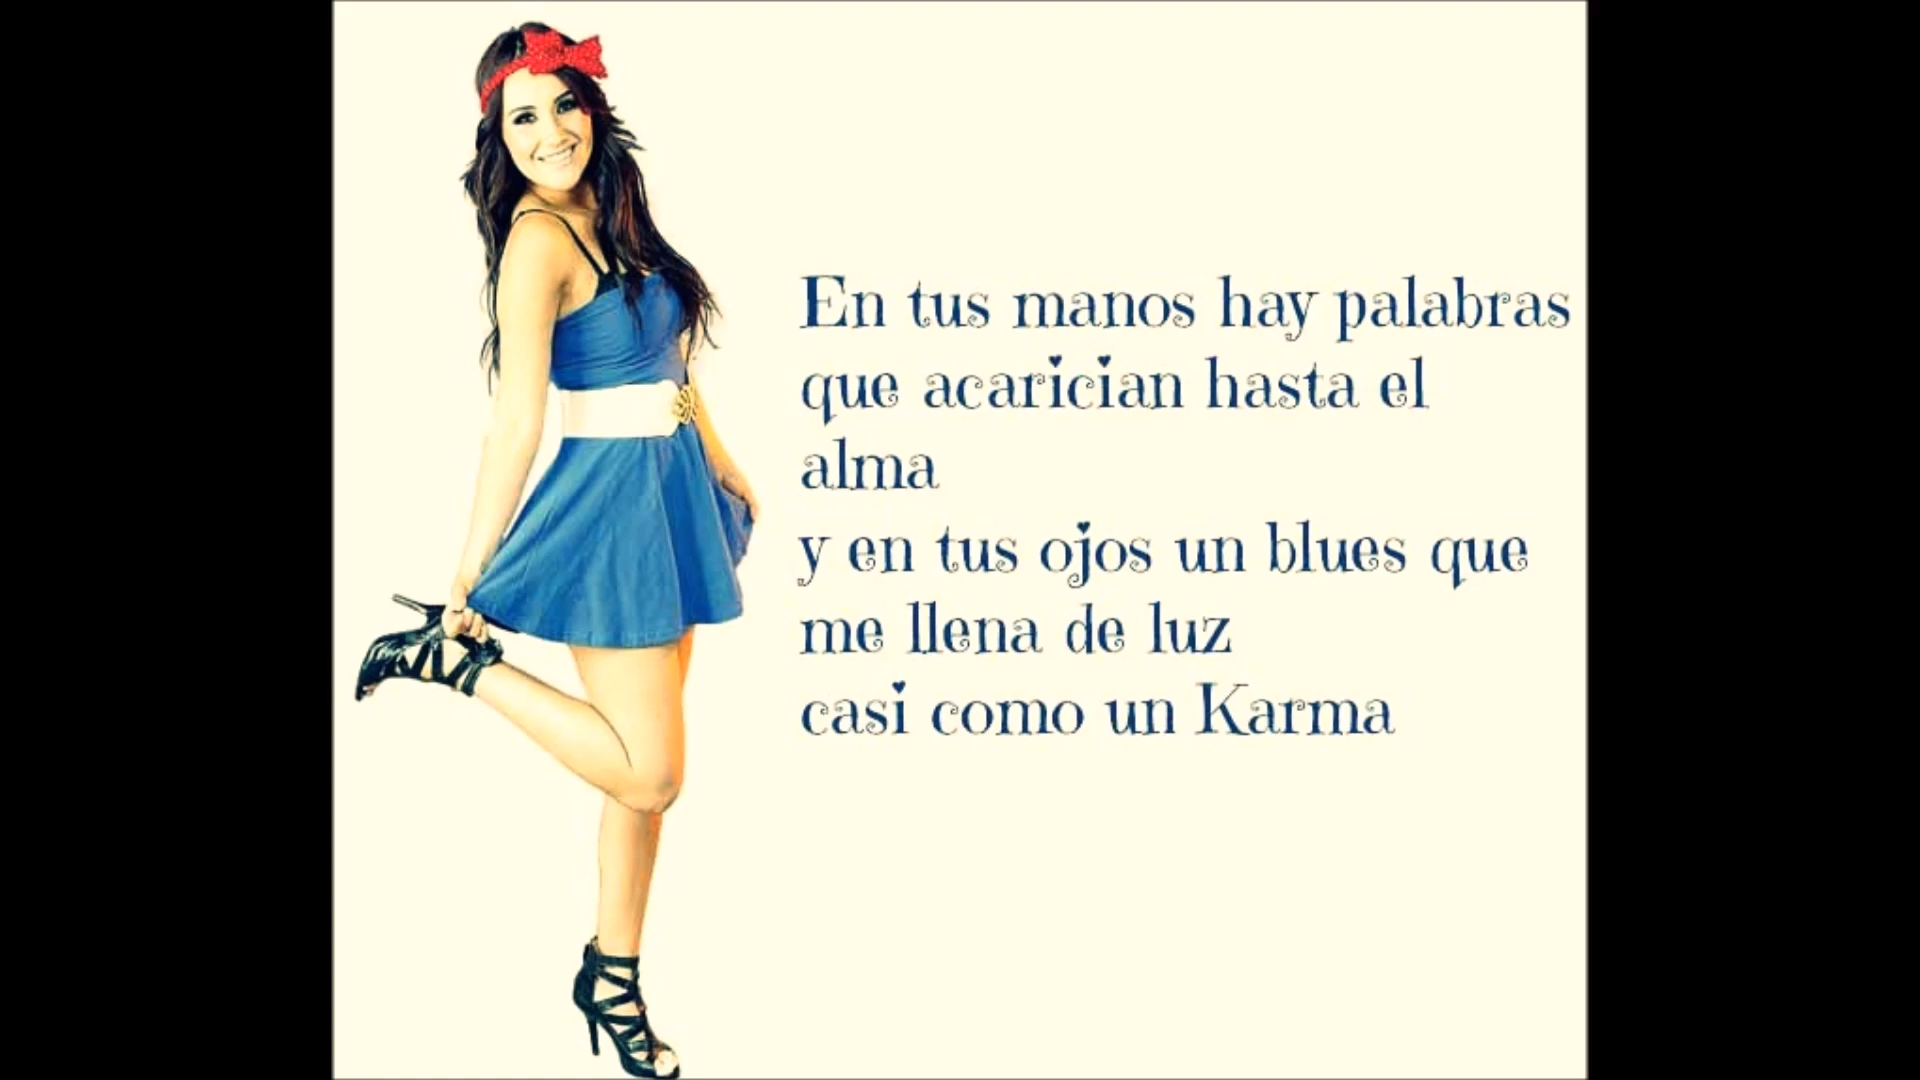 En tus manos hay palabras
que acarician hasta el
alma
y en tus ojos un blues que
me llena de luz
casi como un Karma